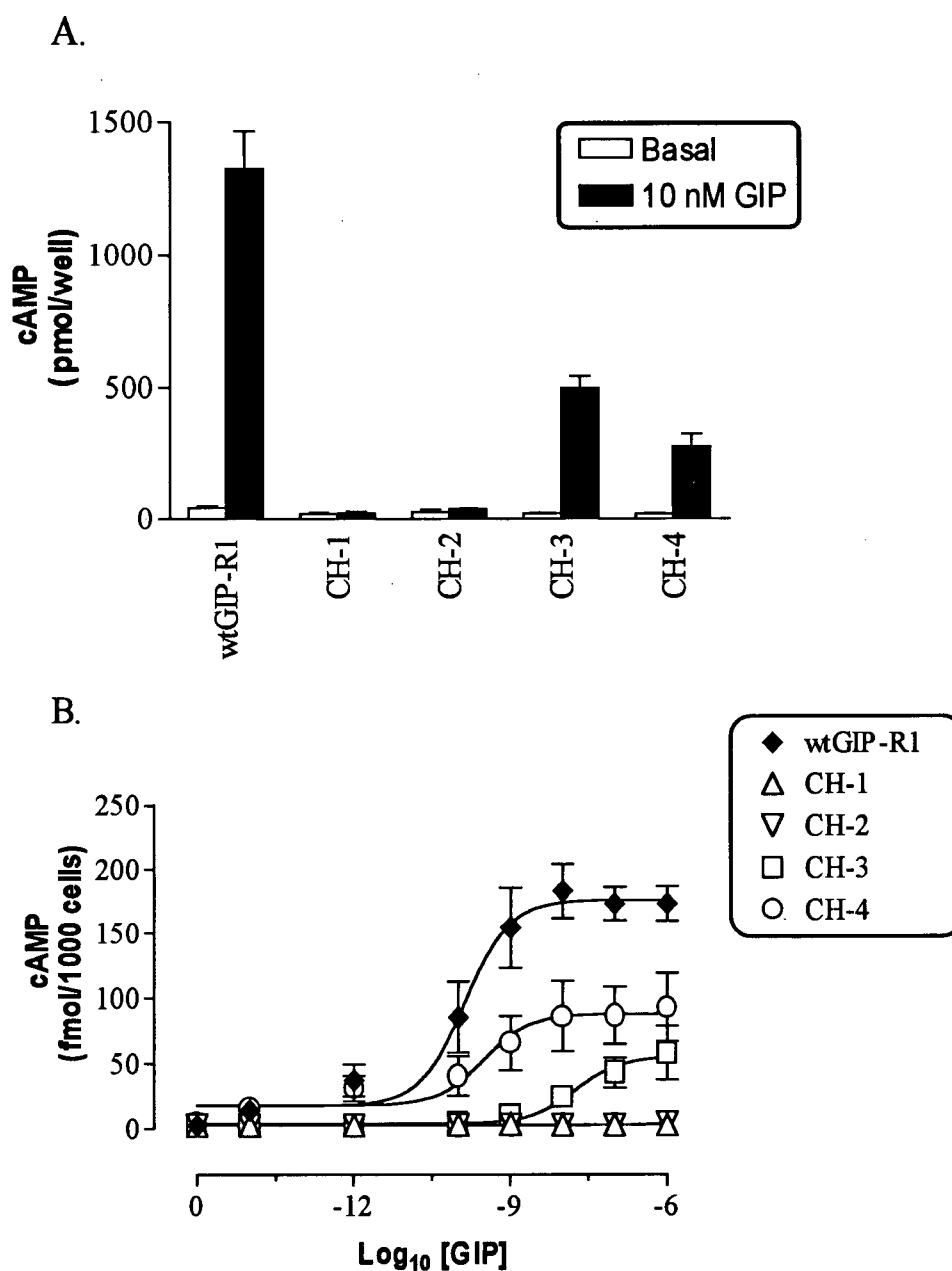 A.
1500
1000
500
0
cAMP
(pmol/well)
Basal
10 nM GIP
wtGIP-R1
CH-1
CH-2
CH-3
CH-4
B.
wtGIP-R1
CH-1
CH-2
CH-3
CH-4
250
200
150
100
50
0
cAMP
(fmol/1000 cells)
0
-12
-9
-6
Log10 [GIP]